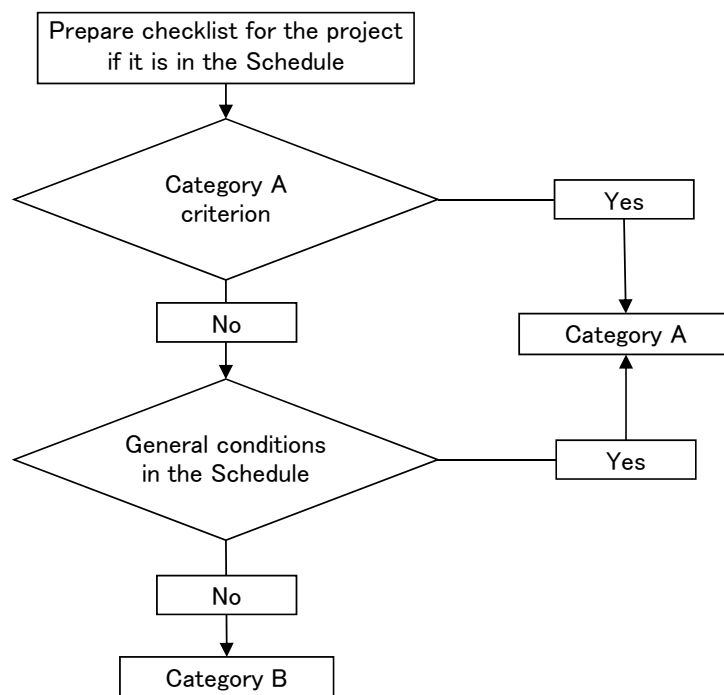 Prepare checklist for the project
if it is in the Schedule
Category A
criterion
Yes
No
Category A
General conditions
in the Schedule
Yes
No
Category B